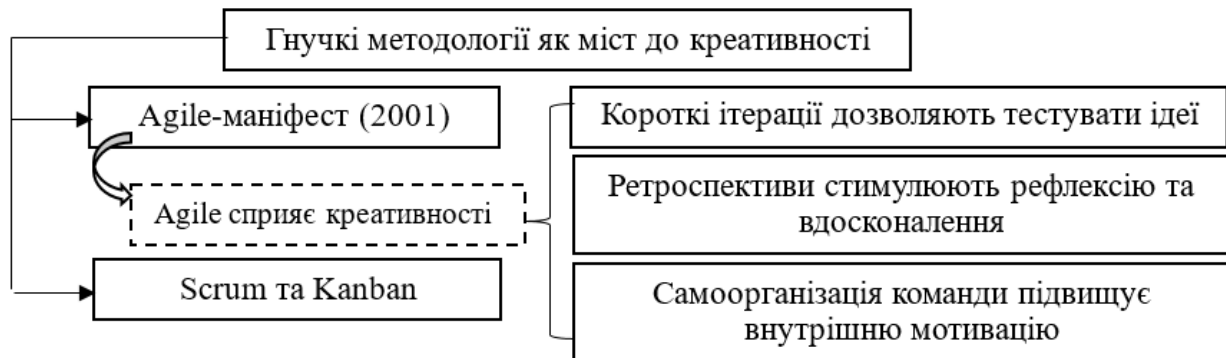 Гнучкі методології як міст до креативності
Agile-маніфест (2001)
Agile сприяє креативності
Scrum та Kanban
Короткі ітерації дозволяють тестувати ідеї
Ретроспективи стимулюють рефлексію та
вдосконалення
Самоорганізація команди підвищує
внутрішню мотивацію